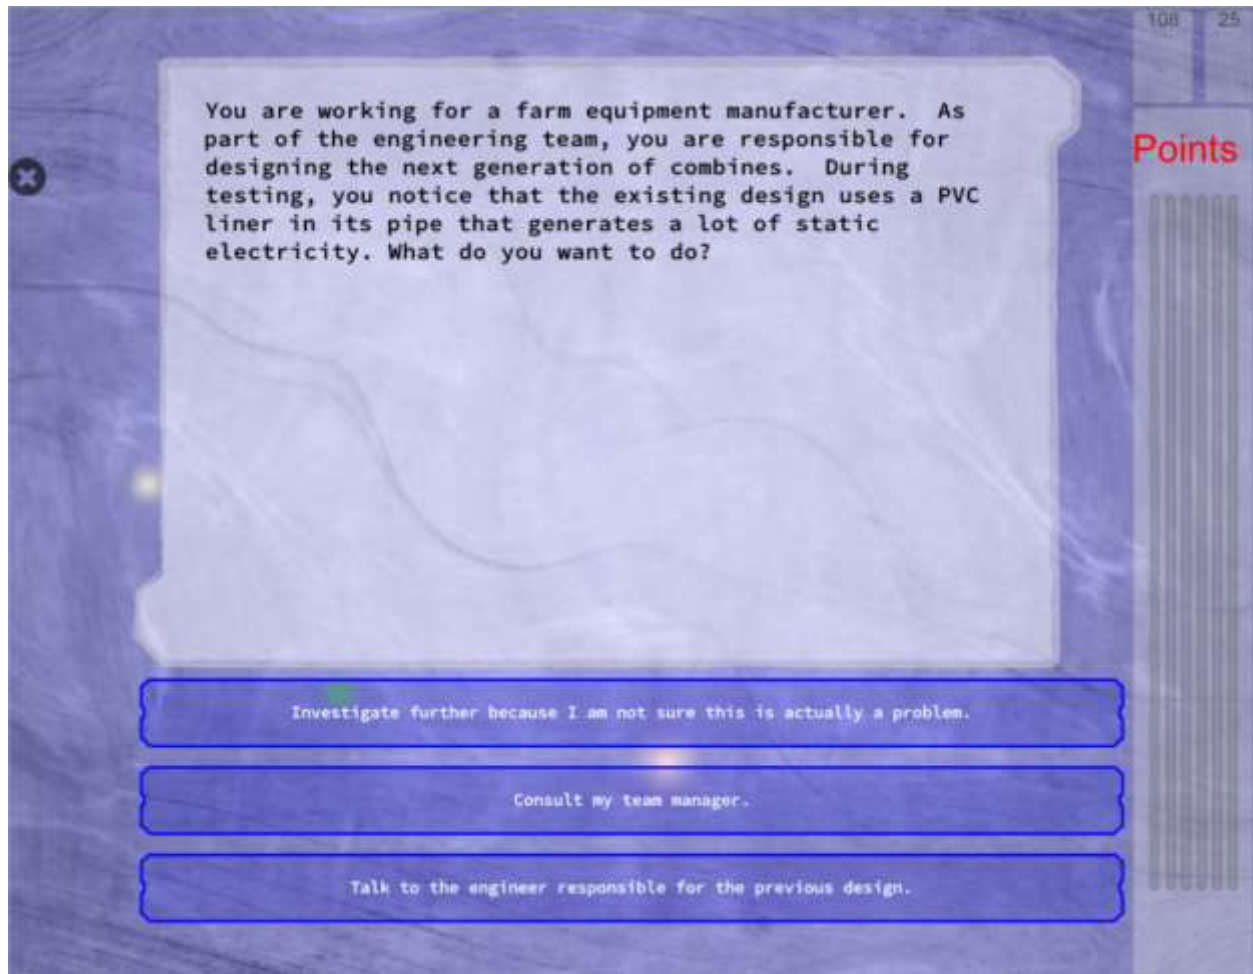 108 25
Points
You are working for a farm equipment manufacturer.  As
part of the engineering team, you are responsible for
designing the next generation of combines.  During
testing, you notice that the existing design uses a PVC
liner in its pipe that generates a lot of static
electricity. What do you want to do?
Investigate further because I am not sure this is actually a problem.
Consult my team manager.
Talk to the engineer responsible for the previous design.